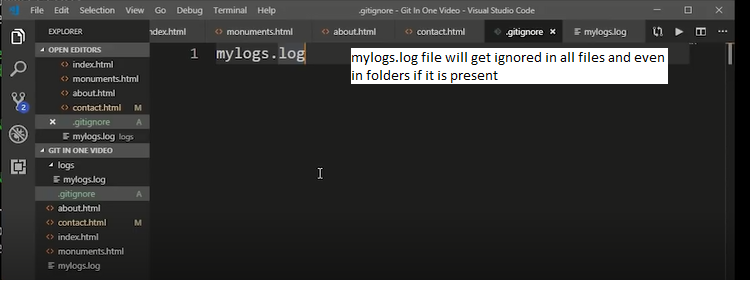 File Edit Selection View Go Debug Terminal Help .gitignore - Git In One Video - Visual Studio Code
EXPLORER
ndex.html monuments.html about.html contact.html .gitignore mylogs.log
OPEN EDITORS
index.html
monuments.html
about.html
contact.html M
.gitignore A
mylogs.log logs
GIT IN ONE VIDEO
logs
mylogs.log
.gitignore A
about.html
contact.html M
index.html
monuments.html
mylogs.log
2
1 mylogs.log
mylogs.log file will get ignored in all files and even
in folders if it is present